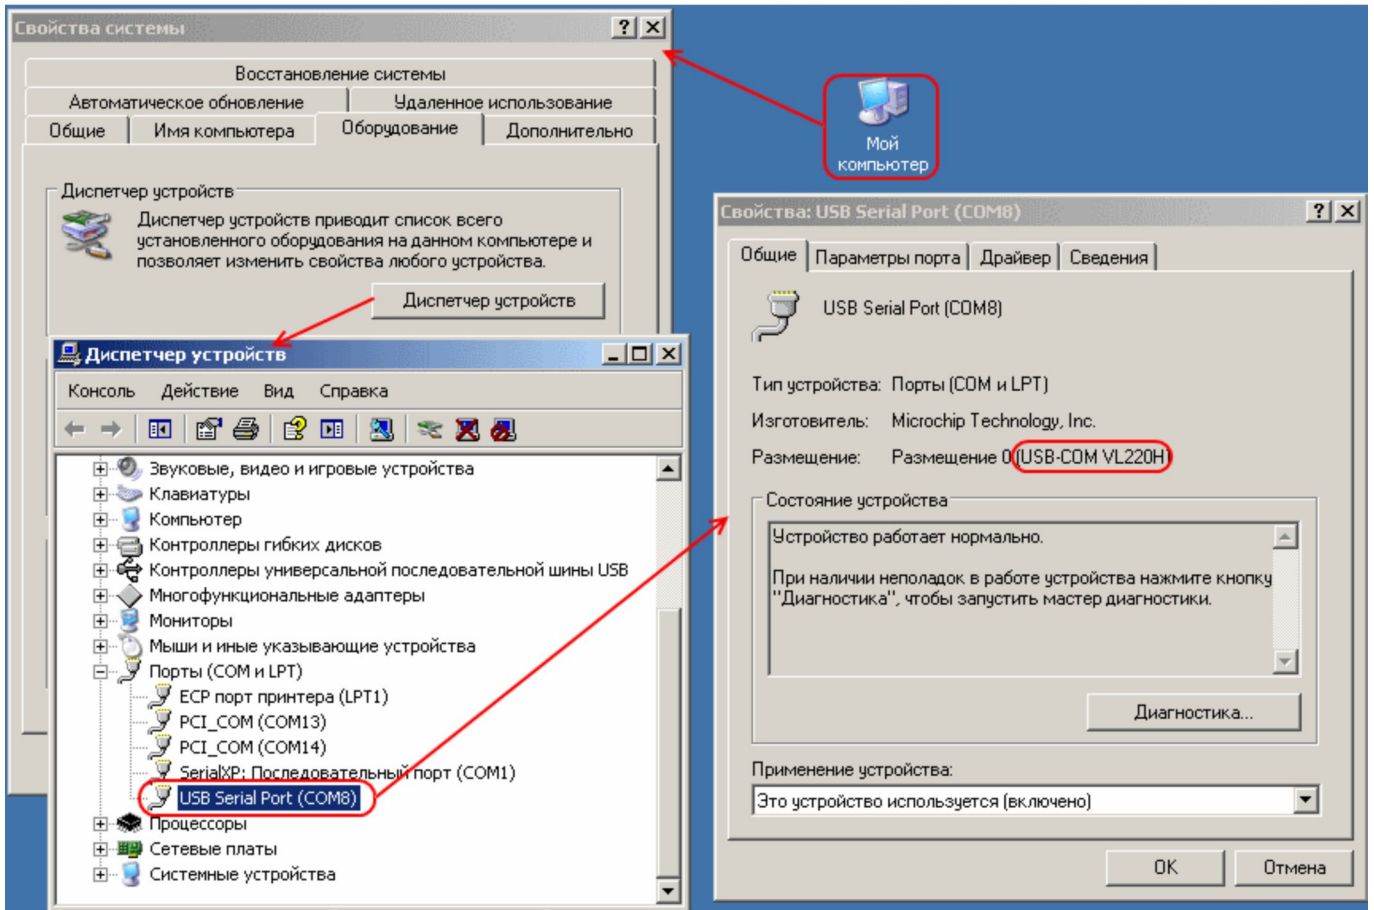 Свойства системы
Восстановление системы
Автоматическое обновление
Удаленное использование
Общие
Имя компьютера
Оборудование
Дополнительно
Диспетчер устройств
Диспетчер устройств приводит список всего
установленного оборудования на данном компьютере и
позволяет изменить свойства любого устройства.
Диспетчер устройств
Мой
компьютер
Диспетчер устройств
Консоль Действие Вид Справка
Звуковые, видео и игровые устройства
Клавиатуры
Компьютер
Контроллеры гибких дисков
Контроллеры универсальной последовательной шины USB
Многофункциональные адаптеры
Мониторы
Мыши и иные указывающие устройства
Порты (COM и LPT)
ECP порт принтера (LPT1)
PCI_COM (COM13)
PCI_COM (COM14)
SerialXP: Последовательный порт (COM1)
USB Serial Port (COM8)
Процессоры
Сетевые платы
Системные устройства
Свойства: USB Serial Port (COM8)
Общие Параметры порта Драйвер Сведения
USB Serial Port (COM8)
Тип устройства: Порты (COM и LPT)
Изготовитель: Microchip Technology, Inc.
Размещение: Размещение 0 (USB-COM VL220H)
Состояние устройства
Устройство работает нормально.
При наличии неполадок в работе устройства нажмите кнопку
"Диагностика", чтобы запустить мастер диагностики.
Диагностика...
Применение устройства:
Это устройство используется (включено)
OK
Отмена